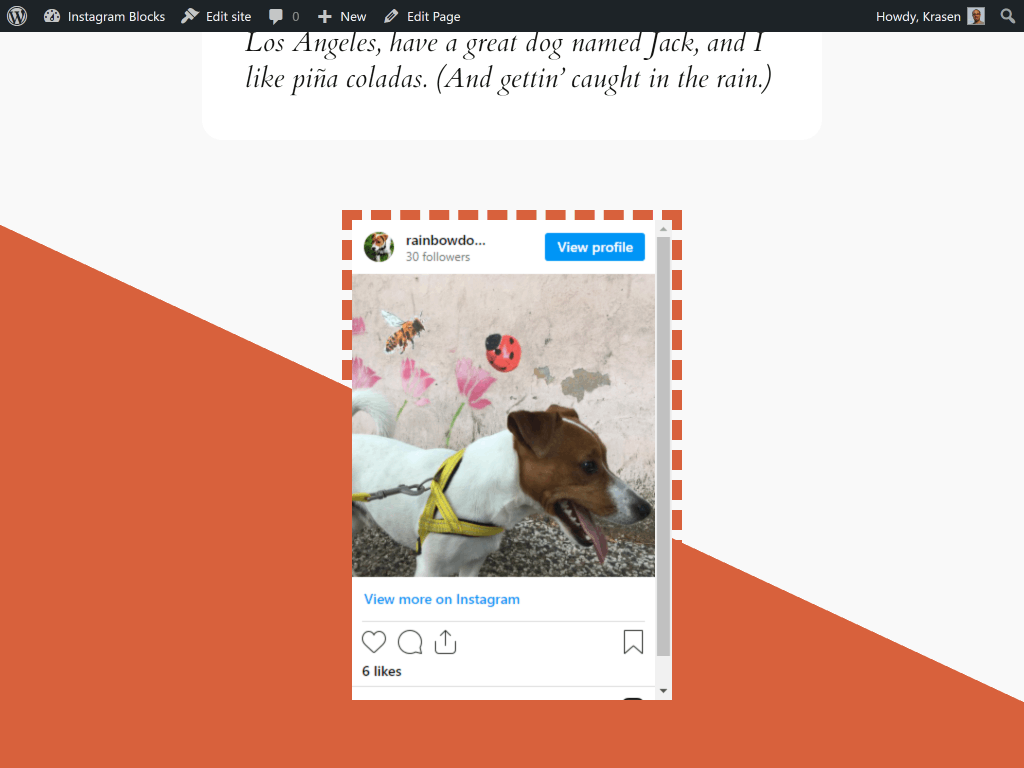 Instagram Blocks Edit site 0 New Edit Page Howdy, Krasen
Los Angeles, have a great dog named Jack, and I
like piña coladas. (And gettin’ caught in the rain.)
rainbowdo...
30 followers
View profile
View more on Instagram
6 likes